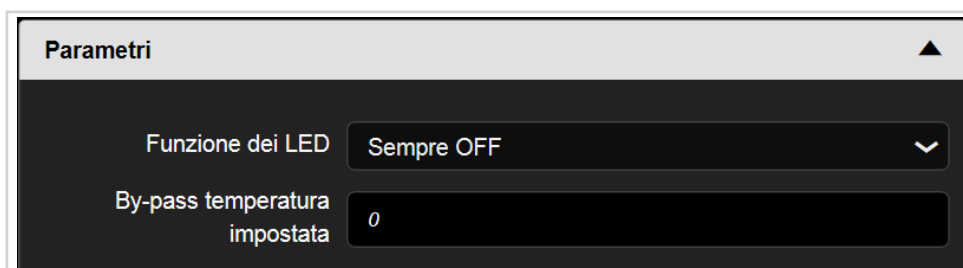 Parametri
Funzione dei LED
Sempre OFF
By-pass temperatura
impostata
0